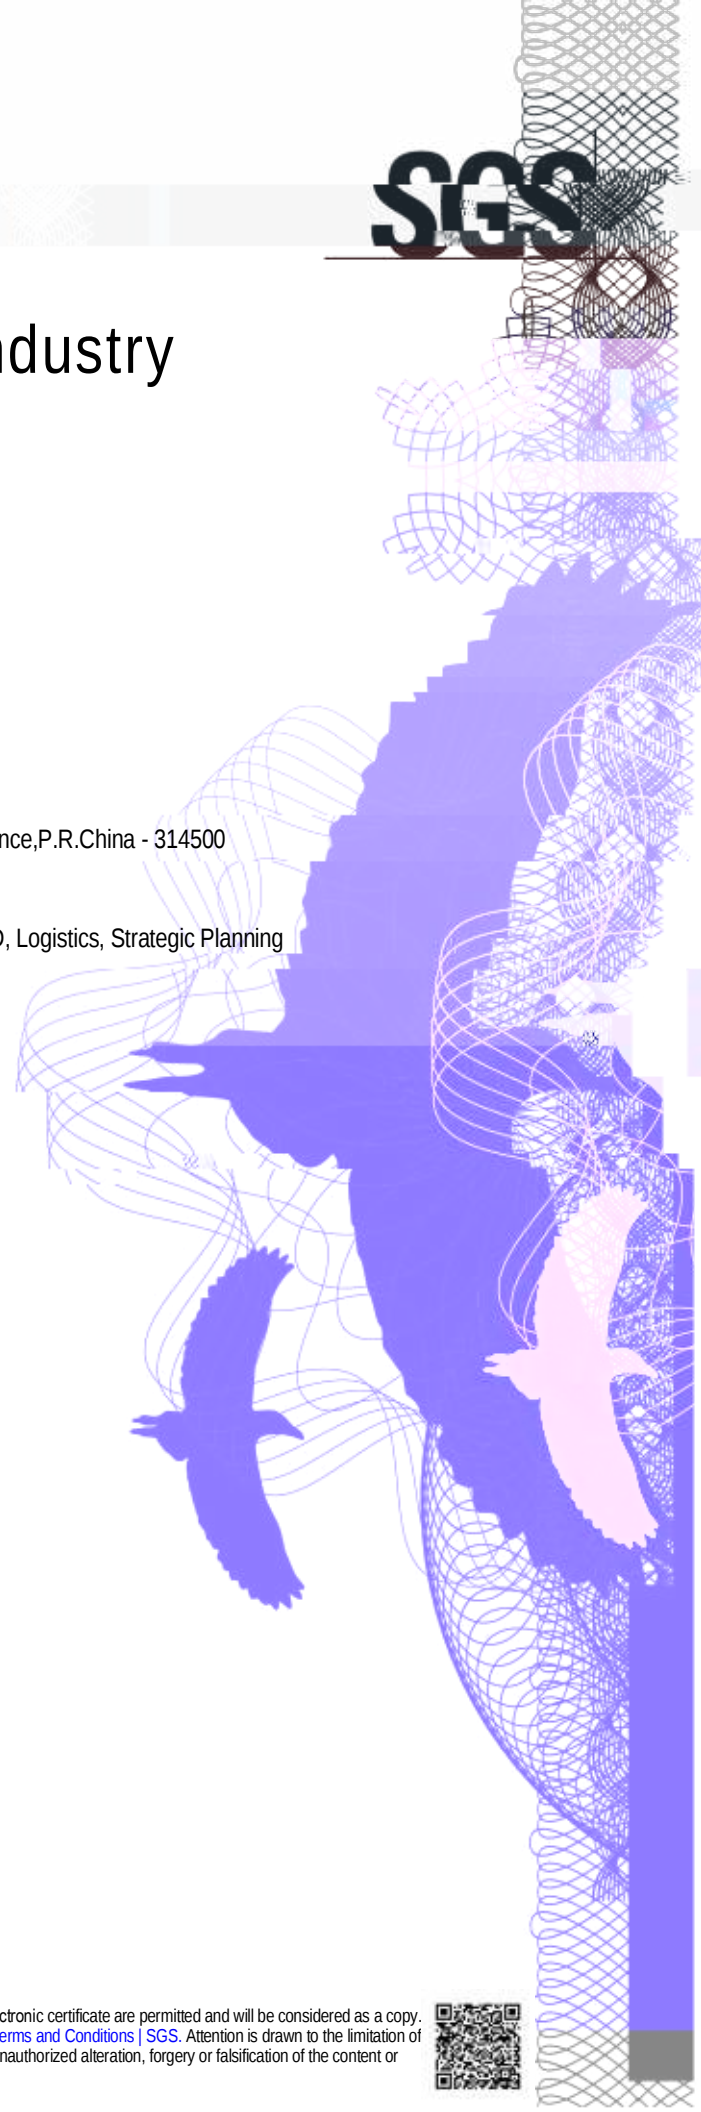 SGS
ndustry
nce,P.R.China - 314500
, Logistics, Strategic Planning
ctronic certificate are permitted and will be considered as a copy.
erms and Conditions | SGS. Attention is drawn to the limitation of
nauthorized alteration, forgery or falsification of the content or